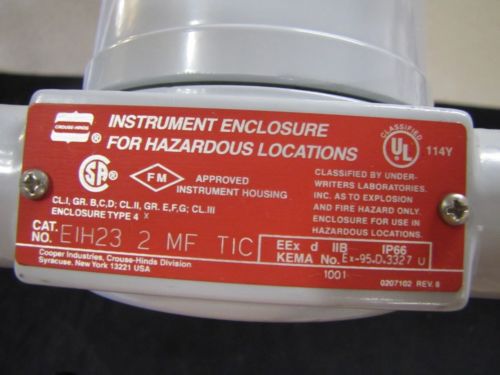 CROUSE-HINDS
®
INSTRUMENT ENCLOSURE
FOR HAZARDOUS LOCATIONS
CLASSIFIED
UL
®
114Y
SA
®
FM
APPROVED
INSTRUMENT HOUSING
CLASSIFIED BY UNDER-
WRITERS LABORATORIES
INC. AS TO EXPLOSION
AND FIRE HAZARD ONLY.
ENCLOSURE FOR USE IN
HAZARDOUS LOCATIONS.
CL.I, GR. B,C,D; CL.II, GR. E,F,G; CL.III
ENCLOSURE TYPE 4 X
CAT.
NO. EIH23 2 MF TIC
EEx d IIB IP66
KEMA No. Ex-95.D.3327 U
1001
Cooper Industries, Crouse-Hinds Division
Syracuse, New York 13221 USA
0207102 REV. 8